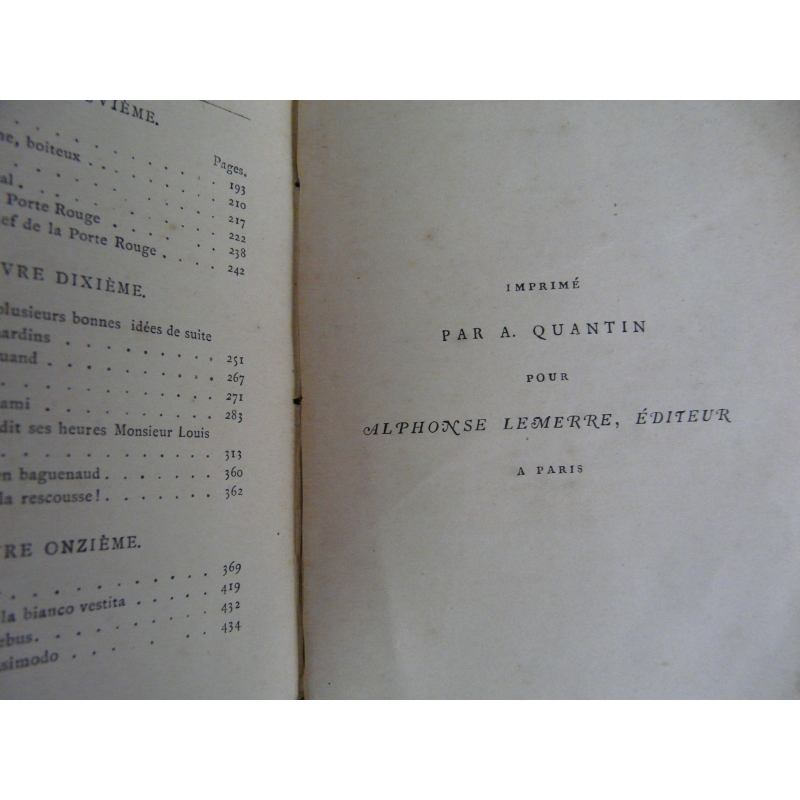 VIÈME.
Pages.
ne, boiteux . . . . . . . 193
al. . . . . . . . . . 210
Porte Rouge . . . . . . 217
222
ef de la Porte Rouge . . . . 238
242
VRE DIXIÈME.
plusieurs bonnes idées de suite
ardins . . . . . . . . 251
uand . . . . . . . . 267
. . . . . . . . . 271
ami . . . . . . . . 283
dit ses heures Monsieur Louis
. . . . . . . . . 313
en baguenaud. . . . . . . 360
la rescousse! . . . . . . 362
RE ONZIÈME.
. . . . . . . . . 369
la bianco vestita . . . . . 419
ebus. . . . . . . . . 432
simodo . . . . . . . . 434
IMPRIMÉ
PAR A. QUANTIN
POUR
ALPHONSE LEMERRE, ÉDITEUR
A PARIS